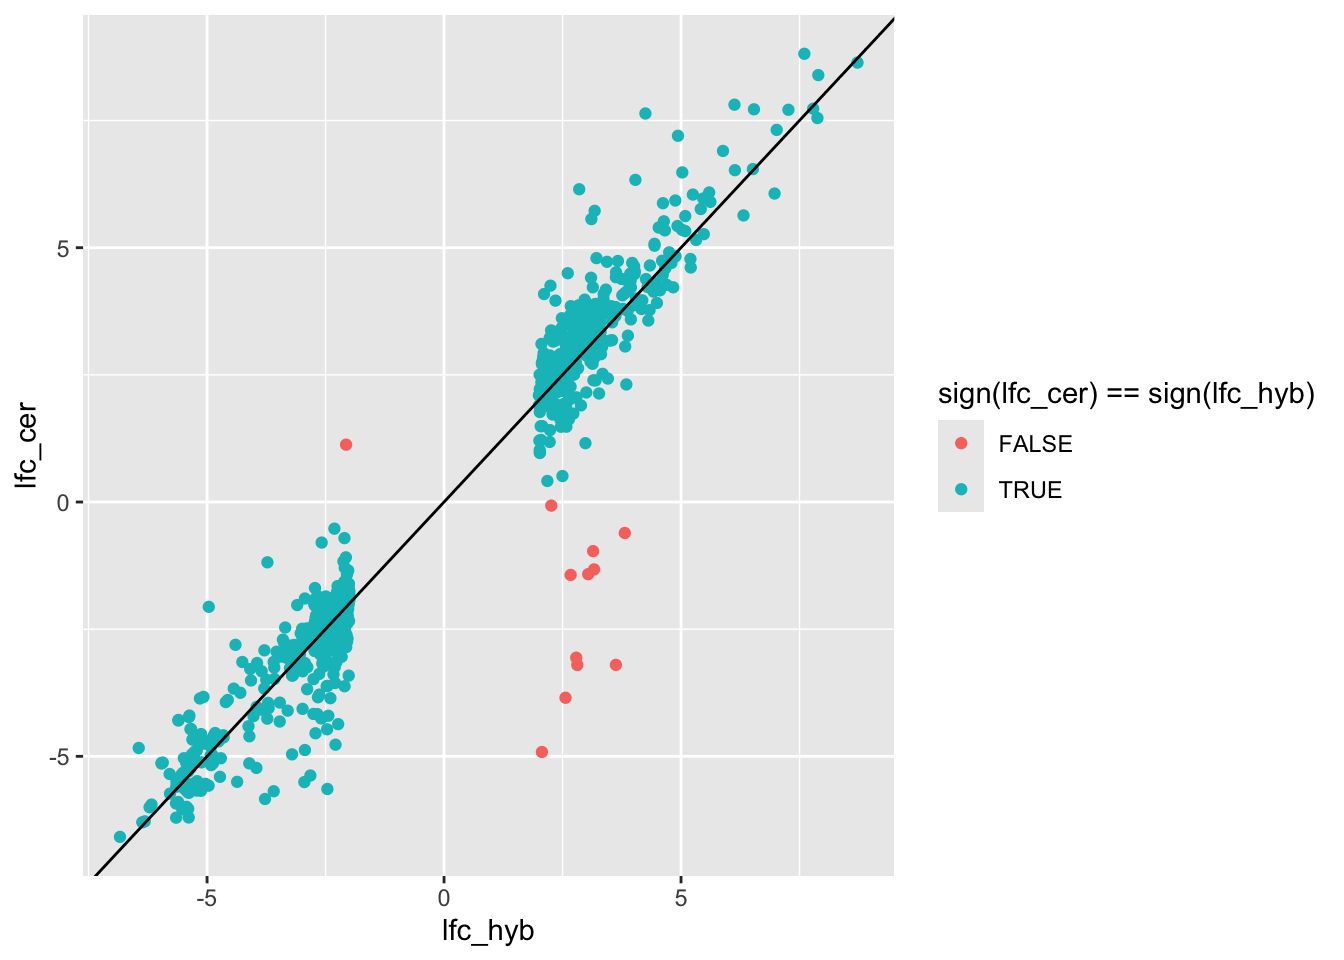 5
0
-5
lfc_cer
-5
0
5
lfc_hyb
sign(lfc_cer) == sign(lfc_hyb)
FALSE
TRUE